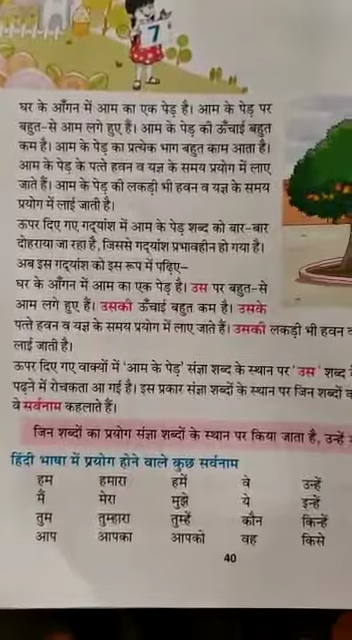 7
घर के आँगन में आम का एक पेड़ है। आम के पेड़ पर
बहुत-से आम लगे हुए हैं। आम के पेड़ की ऊँचाई बहुत
कम है। आम के पेड़ का प्रत्येक भाग बहुत काम आता है।
आम के पेड़ के पत्ते हवन व यज्ञ के समय प्रयोग में लाए
जाते हैं। आम के पेड़ की लकड़ी भी हवन व यज्ञ के समय
प्रयोग में लाई जाती है।
ऊपर दिए गए गद्यांश में आम के पेड़ शब्द को बार-बार
दोहराया जा रहा है, जिससे गद्यांश प्रभावहीन हो गया है।
अब इस गद्यांश को इस रूप में पढ़िए–
घर के आँगन में आम का एक पेड़ है। उस पर बहुत-से
आम लगे हुए हैं। उसकी ऊँचाई बहुत कम है। उसके
पत्ते हवन व यज्ञ के समय प्रयोग में लाए जाते हैं। उसकी लकड़ी भी हवन व
लाई जाती है।
ऊपर दिए गए वाक्यों में 'आम के पेड़' संज्ञा शब्द के स्थान पर 'उस' शब्द
पढ़ने में रोचकता आ गई है। इस प्रकार संज्ञा शब्दों के स्थान पर जिन शब्दों
वे सर्वनाम कहलाते हैं।
जिन शब्दों का प्रयोग संज्ञा शब्दों के स्थान पर किया जाता है, उन्हें
हिंदी भाषा में प्रयोग होने वाले कुछ सर्वनाम
हम हमारा हमें वे उन्हें
मैं मेरा मुझे ये इन्हें
तुम तुम्हारा तुम्हें कौन किन्हें
आप आपका आपको वह किसे
40